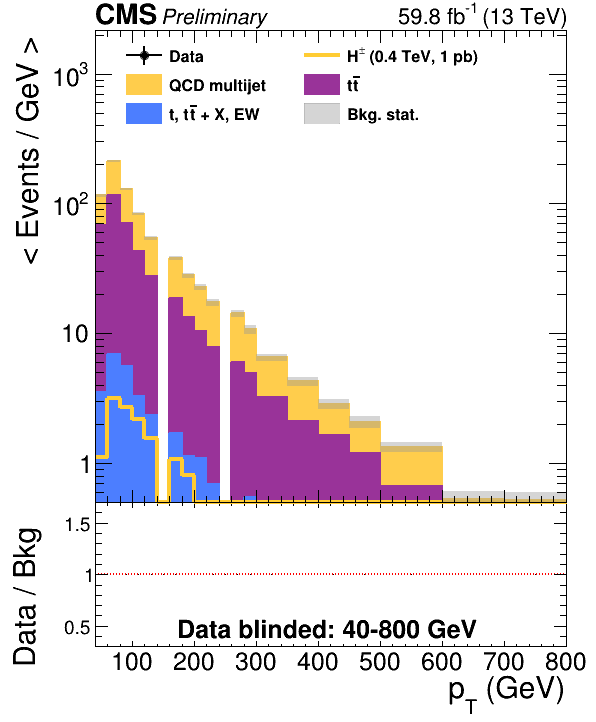 CMS Preliminary 59.8 fb⁻¹ (13 TeV)
< Events / GeV >
10³
10²
10
1
Data
H± (0.4 TeV, 1 pb)
QCD multijet
tt̄
t, tt̄ + X, EW
Bkg. stat.
Data / Bkg
1.5
1
0.5
Data blinded: 40-800 GeV
100 200 300 400 500 600 700 800
p_T (GeV)